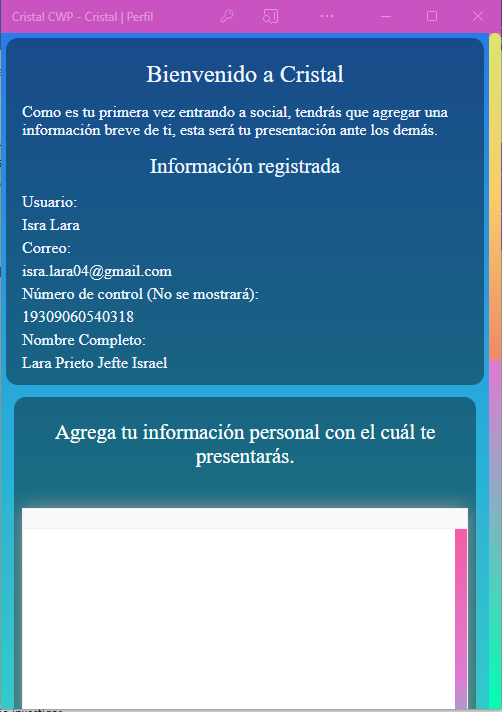 Cristal CWP - Cristal | Perfil
Bienvenido a Cristal
Como es tu primera vez entrando a social, tendrás que agregar una
información breve de ti, esta será tu presentación ante los demás.
Información registrada
Usuario:
Isra Lara
Correo:
isra.lara04@gmail.com
Número de control (No se mostrará):
19309060540318
Nombre Completo:
Lara Prieto Jefte Israel
Agrega tu información personal con el cuál te
presentarás.